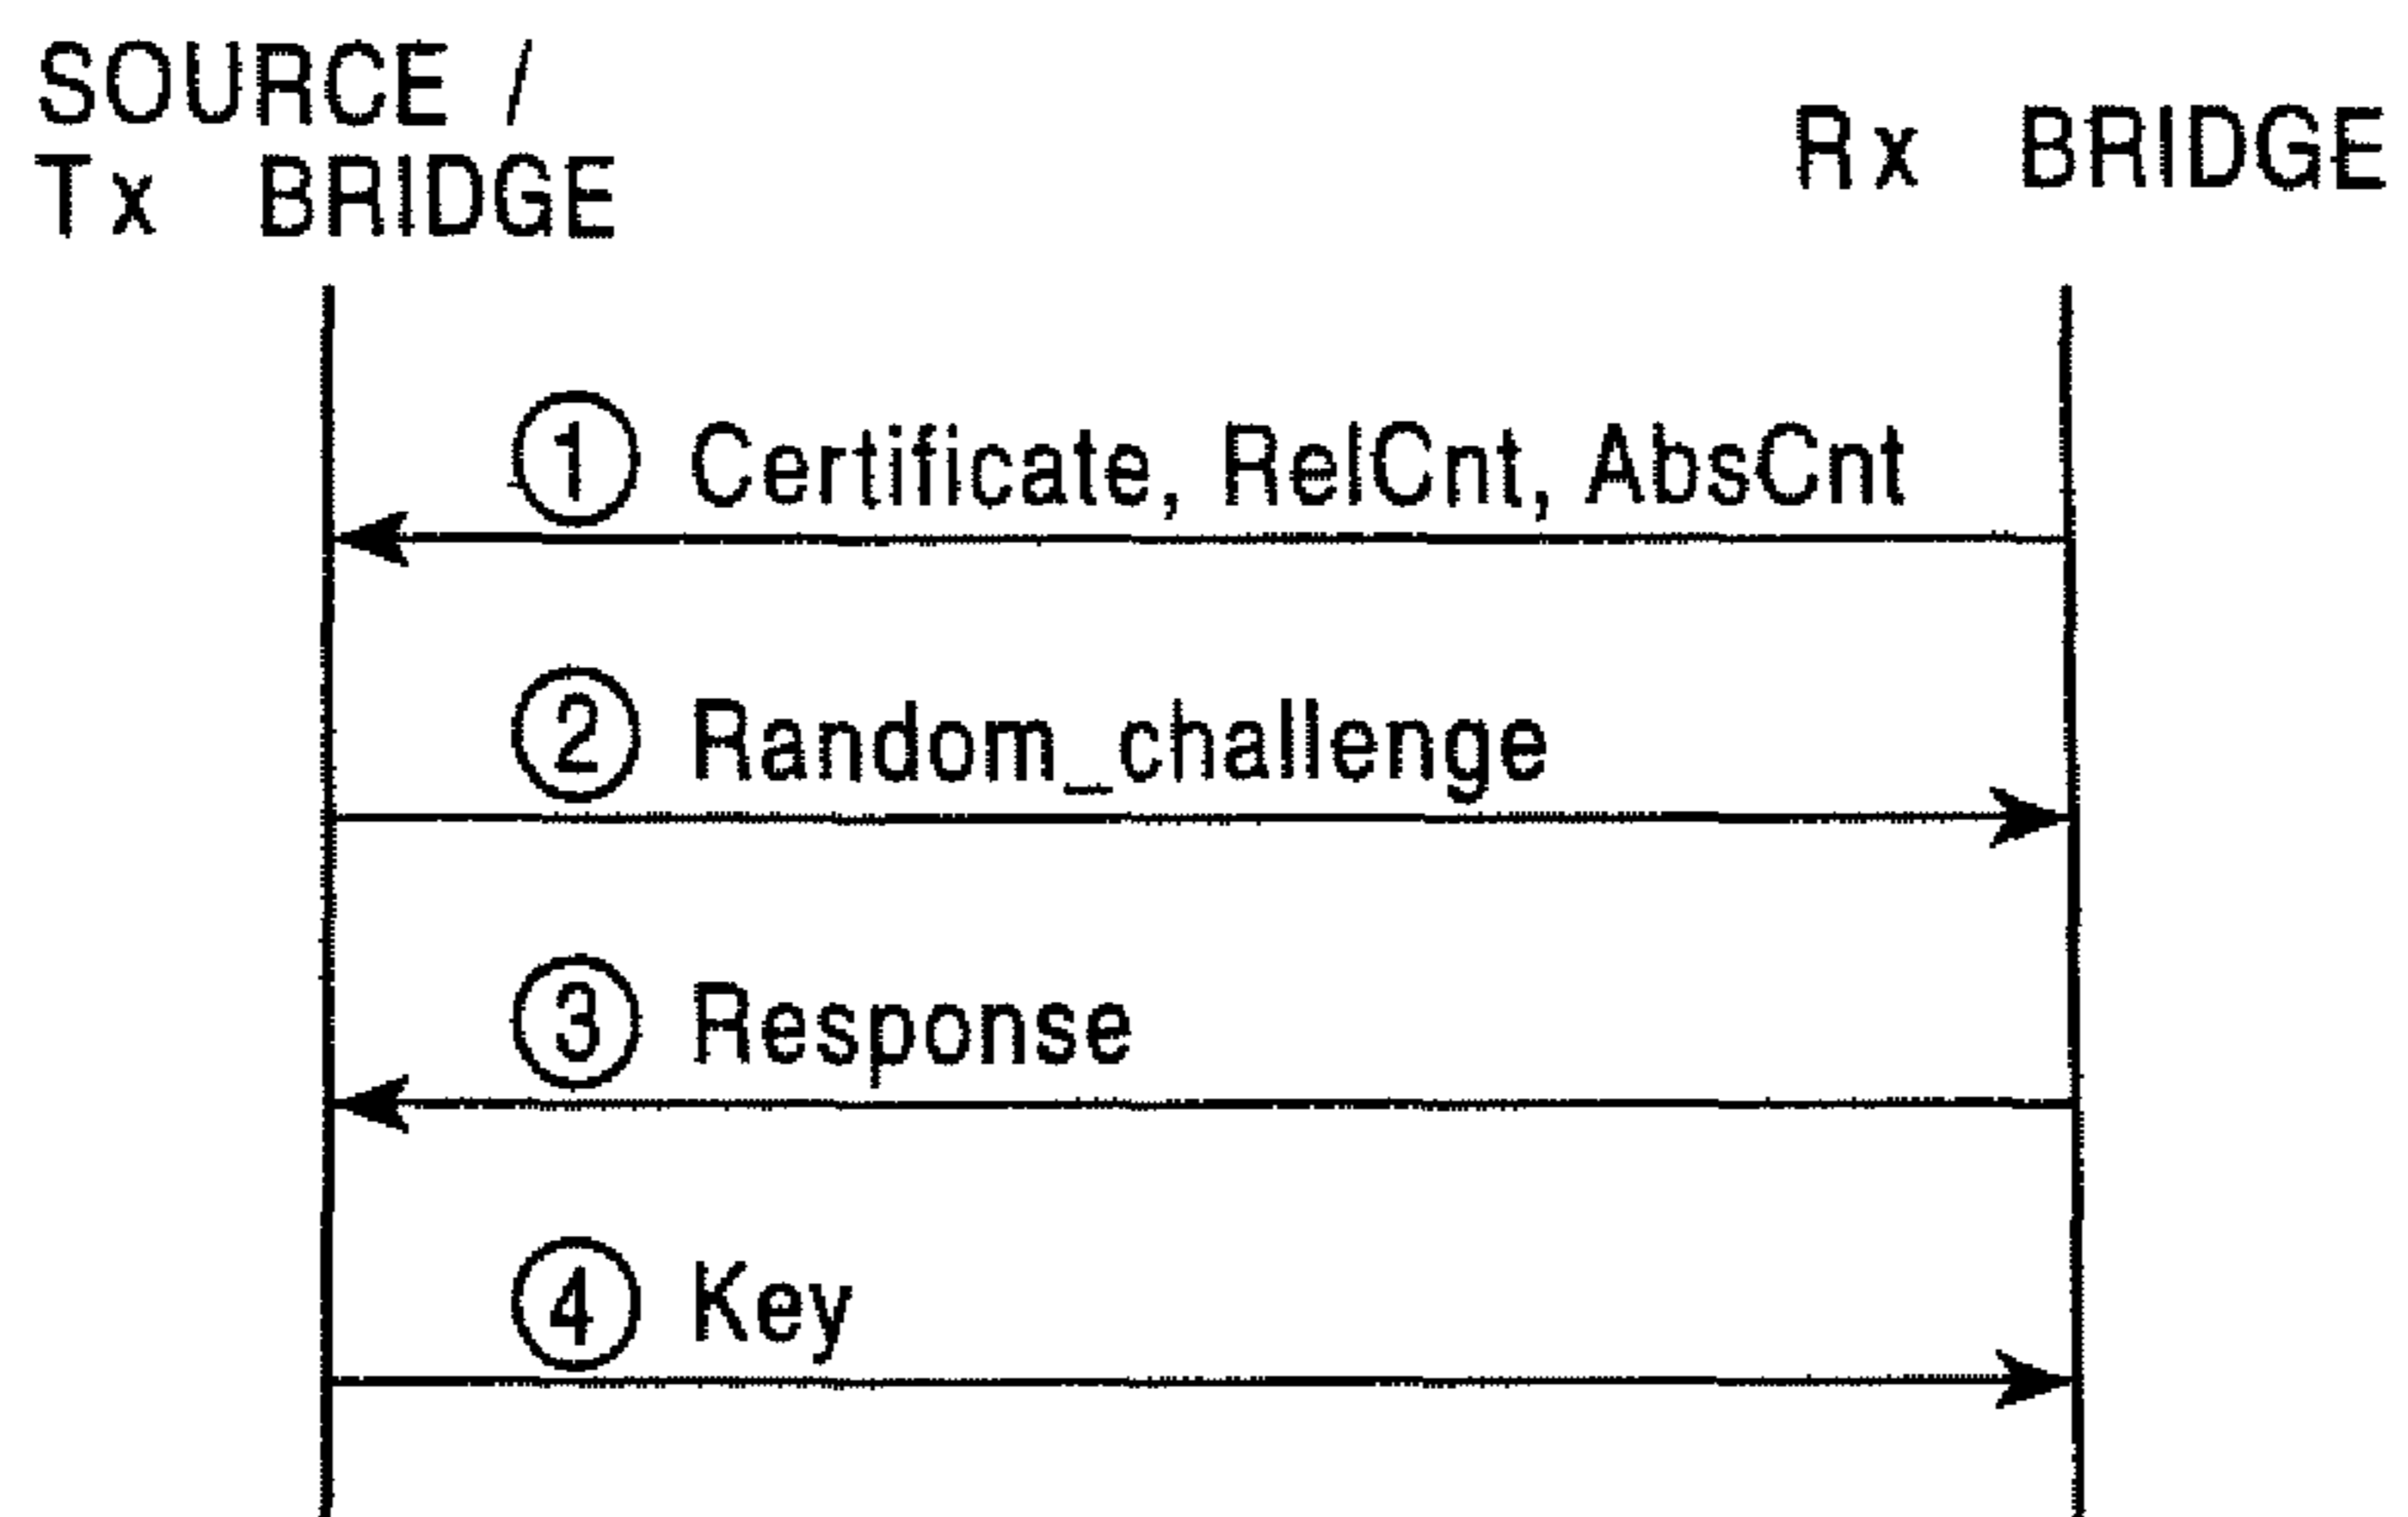 SOURCE /
Tx BRIDGE
Rx BRIDGE
① Certificate, RelCnt, AbsCnt
② Random_challenge
③ Response
④ Key